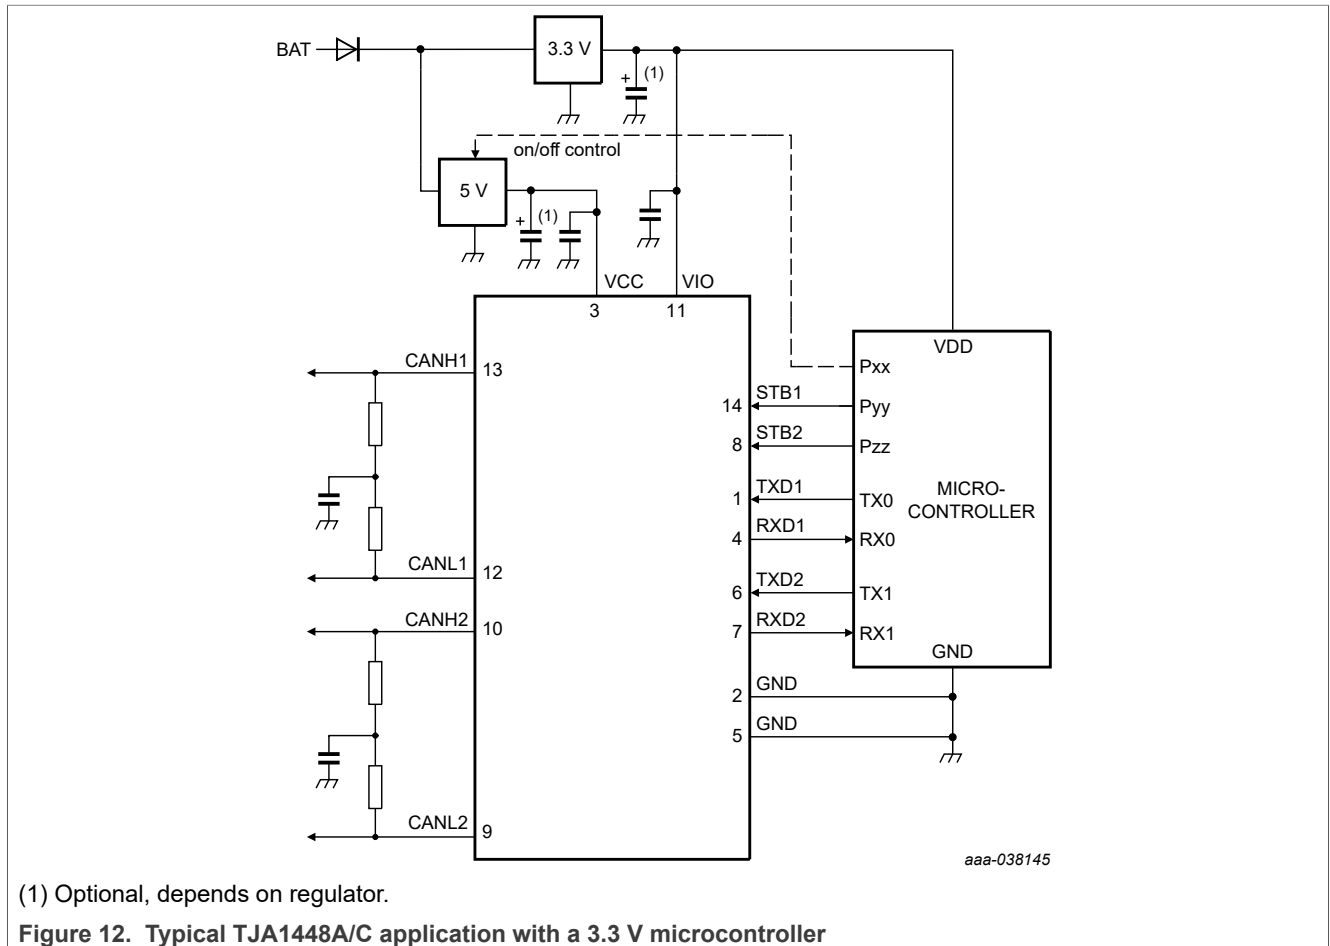 BAT
3.3 V
(1)
+
on/off control
5 V
(1)
+
VCC
VIO
3
11
CANH1
13
VDD
Pxx
14
STB1
Pyy
8
STB2
Pzz
1
TXD1
TX0
MICRO-
CONTROLLER
4
RXD1
RX0
CANL1
12
6
TXD2
TX1
CANH2
10
7
RXD2
RX1
GND
2
GND
5
GND
CANL2
9
aaa-038145
(1) Optional, depends on regulator.
Figure 12. Typical TJA1448A/C application with a 3.3 V microcontroller